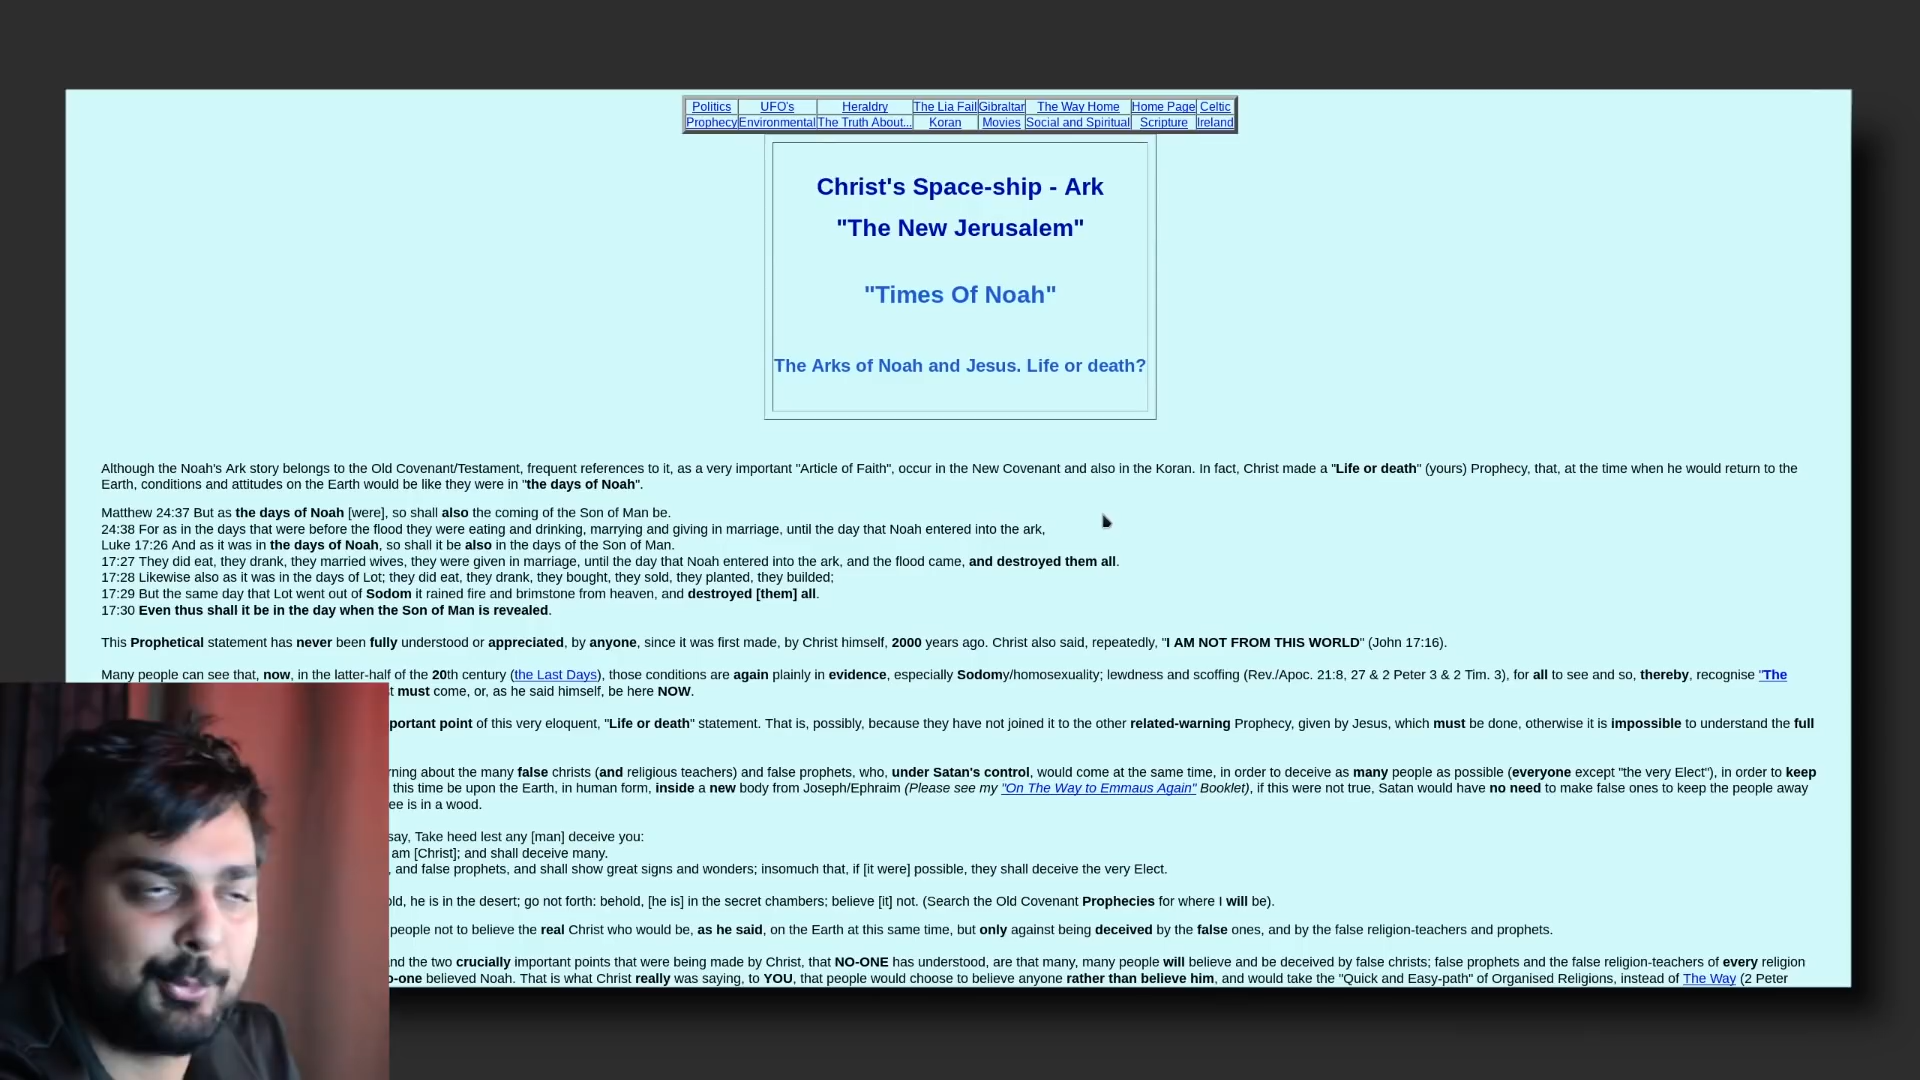 Politics UFO's Heraldry The Lia Fail Gibraltar The Way Home Home Page Celtic
Prophecy Environmental The Truth About... Koran Movies Social and Spiritual Scripture Ireland
Christ's Space-ship - Ark
"The New Jerusalem"
"Times Of Noah"
The Arks of Noah and Jesus. Life or death?
Although the Noah's Ark story belongs to the Old Covenant/Testament, frequent references to it, as a very important "Article of Faith", occur in the New Covenant and also in the Koran. In fact, Christ made a "Life or death" (yours) Prophecy, that, at the time when he would return to the
Earth, conditions and attitudes on the Earth would be like they were in "the days of Noah".
Matthew 24:37 But as the days of Noah [were], so shall also the coming of the Son of Man be.
24:38 For as in the days that were before the flood they were eating and drinking, marrying and giving in marriage, until the day that Noah entered into the ark,
Luke 17:26 And as it was in the days of Noah, so shall it be also in the days of the Son of Man.
17:27 They did eat, they drank, they married wives, they were given in marriage, until the day that Noah entered into the ark, and the flood came, and destroyed them all.
17:28 Likewise also as it was in the days of Lot; they did eat, they drank, they bought, they sold, they planted, they builded;
17:29 But the same day that Lot went out of Sodom it rained fire and brimstone from heaven, and destroyed [them] all.
17:30 Even thus shall it be in the day when the Son of Man is revealed.
This Prophetical statement has never been fully understood or appreciated, by anyone, since it was first made, by Christ himself, 2000 years ago. Christ also said, repeatedly, "I AM NOT FROM THIS WORLD" (John 17:16).
Many people can see that, now, in the latter-half of the 20th century (the Last Days), those conditions are again plainly in evidence, especially Sodomy/homosexuality; lewdness and scoffing (Rev./Apoc. 21:8, 27 & 2 Peter 3 & 2 Tim. 3), for all to see and so, thereby, recognise "The
must come, or, as he said himself, be here NOW.
portant point of this very eloquent, "Life or death" statement. That is, possibly, because they have not joined it to the other related-warning Prophecy, given by Jesus, which must be done, otherwise it is impossible to understand the full
rning about the many false christs (and religious teachers) and false prophets, who, under Satan's control, would come at the same time, in order to deceive as many people as possible (everyone except "the very Elect"), in order to keep
this time be upon the Earth, in human form, inside a new body from Joseph/Ephraim (Please see my "On The Way to Emmaus Again" Booklet), if this were not true, Satan would have no need to make false ones to keep the people away
ee is in a wood.
say, Take heed lest any [man] deceive you:
am [Christ]; and shall deceive many.
, and false prophets, and shall show great signs and wonders; insomuch that, if [it were] possible, they shall deceive the very Elect.
old, he is in the desert; go not forth: behold, [he is] in the secret chambers; believe [it] not. (Search the Old Covenant Prophecies for where I will be).
people not to believe the real Christ who would be, as he said, on the Earth at this same time, but only against being deceived by the false ones, and by the false religion-teachers and prophets.
and the two crucially important points that were being made by Christ, that NO-ONE has understood, are that many, many people will believe and be deceived by false christs; false prophets and the false religion-teachers of every religion
o-one believed Noah. That is what Christ really was saying, to YOU, that people would choose to believe anyone rather than believe him, and would take the "Quick and Easy-path" of Organised Religions, instead of The Way (2 Peter